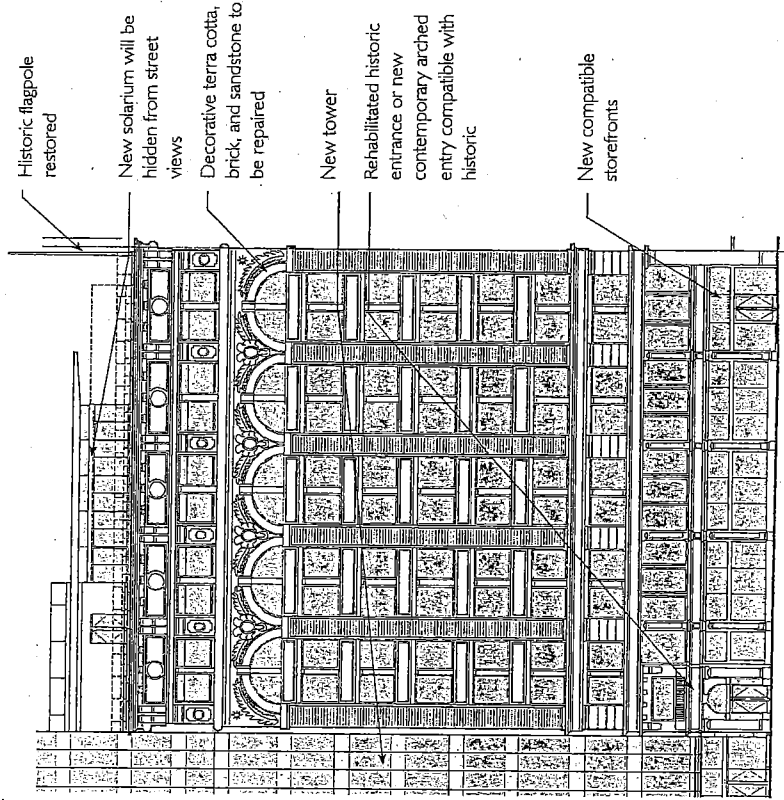 Historic flagpole
restored
New solarium will be
hidden from street
views
Decorative terra cotta,
brick, and sandstone to
be repaired
New tower
Rehabilitated historic
entrance or new
contemporary arched
entry compatible with
historic
New compatible
storefronts